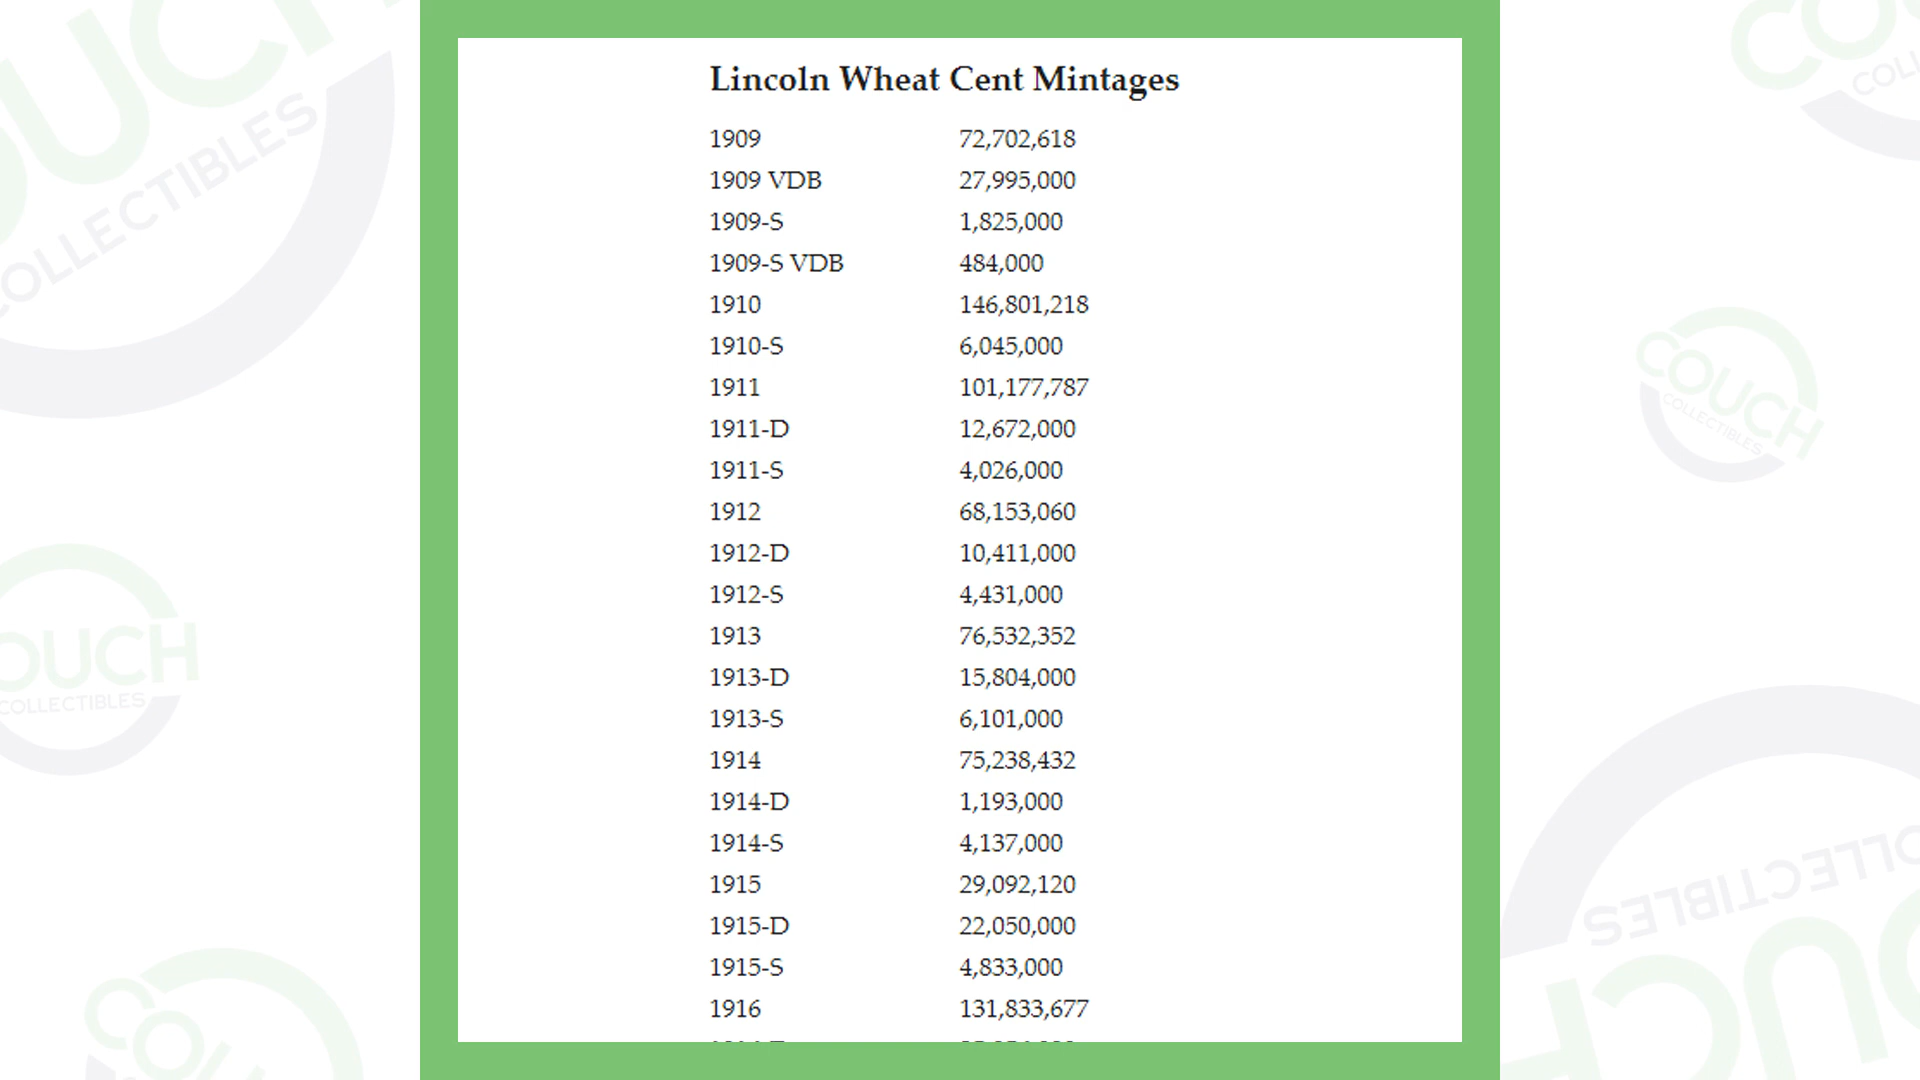 Lincoln Wheat Cent Mintages
1909 72,702,618
1909 VDB 27,995,000
1909-S 1,825,000
1909-S VDB 484,000
1910 146,801,218
1910-S 6,045,000
1911 101,177,787
1911-D 12,672,000
1911-S 4,026,000
1912 68,153,060
1912-D 10,411,000
1912-S 4,431,000
1913 76,532,352
1913-D 15,804,000
1913-S 6,101,000
1914 75,238,432
1914-D 1,193,000
1914-S 4,137,000
1915 29,092,120
1915-D 22,050,000
1915-S 4,833,000
1916 131,833,677
COUCH
COLLECTIBLES